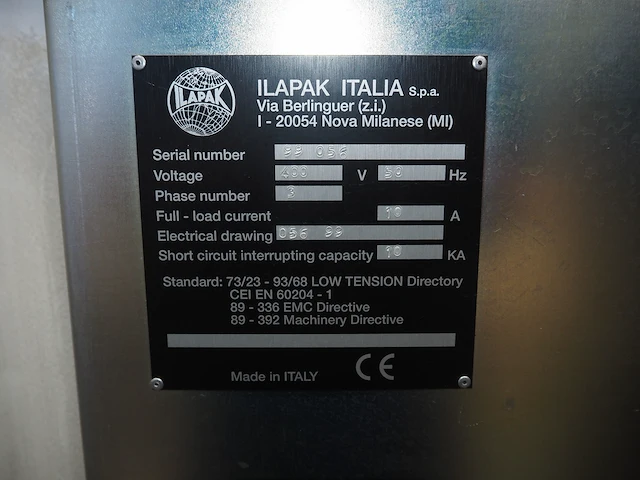 ILAPAK
ILAPAK ITALIA S.p.a.
Via Berlinguer (z.i.)
I - 20054 Nova Milanese (MI)
Serial number 056
Voltage 400 V 50 Hz
Phase number 3
Full - load current 10 A
Electrical drawing 056
Short circuit interrupting capacity 10 KA
Standard: 73/23 - 93/68 LOW TENSION Directory
CEI EN 60204 - 1
89 - 336 EMC Directive
89 - 392 Machinery Directive
Made in ITALY CE